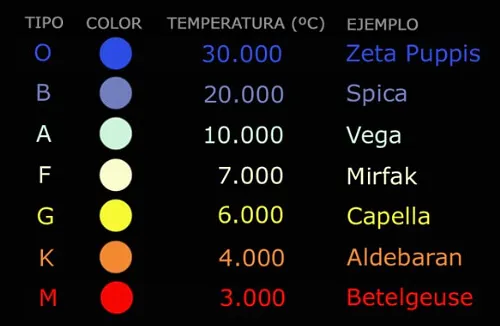 TIPO COLOR TEMPERATURA (ºC) EJEMPLO
O 30.000 Zeta Puppis
B 20.000 Spica
A 10.000 Vega
F 7.000 Mirfak
G 6.000 Capella
K 4.000 Aldebaran
M 3.000 Betelgeuse